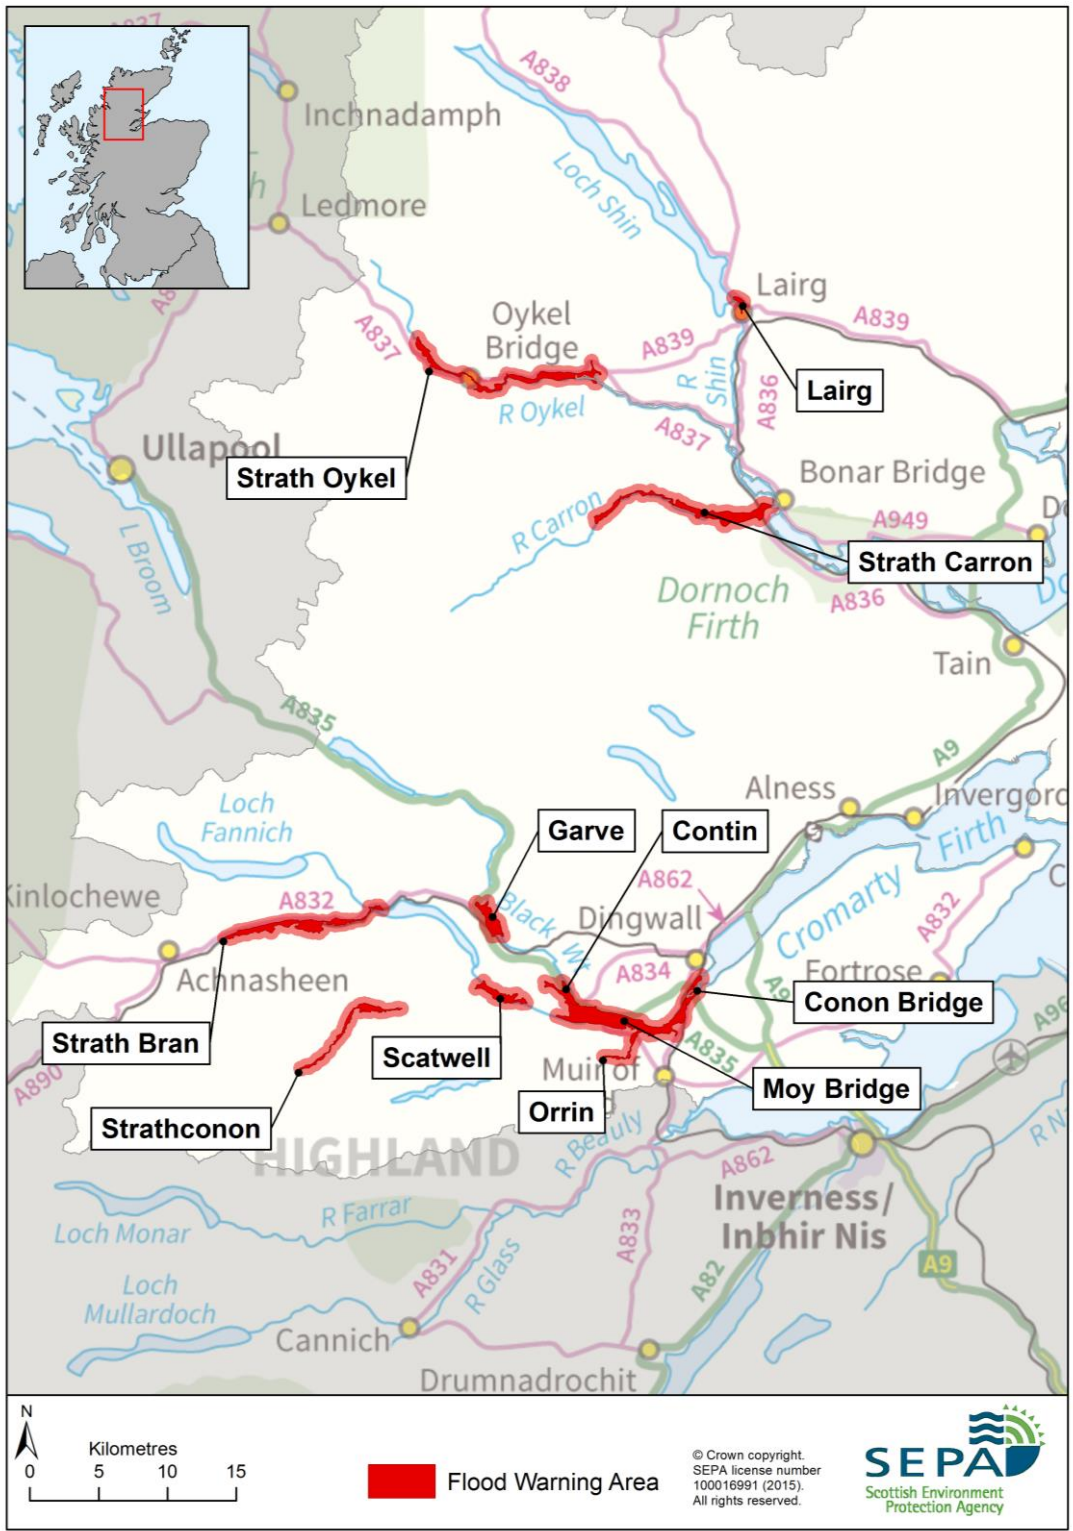 A837
Inchnadamph
Ledmore
A838
Loch Shin
Lairg
A839
Oykel
Bridge
A837
A839
R
Shin
A836
Lairg
R Oykel
A837
Ullapool
Strath Oykel
Bonar Bridge
R Carron
A949
L Broom
Strath Carron
Dornoch
Firth
A836
Tain
A835
A9
Alness
Invergord
Loch
Fannich
Garve
Contin
Firth
Cromarty
A862
Kinlochewe
A832
Black Wr
Dingwall
A832
Achnasheen
A834
Fortrose
Conon Bridge
A96
Strath Bran
Scatwell
A835
A890
Muir of
Moy Bridge
Orrin
Strathconon
HIGHLAND
R Beauly
A862
Inverness/
Inbhir Nis
R Farrar
Loch Monar
A833
A831
R Glass
A82
A9
Loch
Mullardoch
Cannich
Drumnadrochit
N
Kilometres
0 5 10 15
Flood Warning Area
© Crown copyright.
SEPA license number
100016991 (2015).
All rights reserved.
SEPA
Scottish Environment
Protection Agency